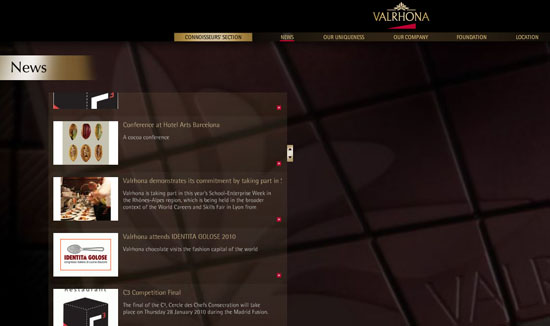 VALRHONA
CONNOISSEURS' SECTION NEWS OUR UNIQUENESS OUR COMPANY FOUNDATION LOCATION
News
Conference at Hotel Arts Barcelona
A cocoa conference
Valrhona demonstrates its commitment by taking part in
Valrhona is taking part in this year's School-Enterprise Week in
the Rhônes-Alpes region, which is being held in the broader
context of the World Careers and Skills Fair in Lyon from
Valrhona attends IDENTITA GOLOSE 2010
Valrhona chocolate visits the fashion capital of the world
IDENTITA GOLOSE
C3 Competition Final
The final of the C³, Cercle des Chefs Consecration will take
place on Thursday 28 January 2010 during the Madrid Fusion.
Restaurant